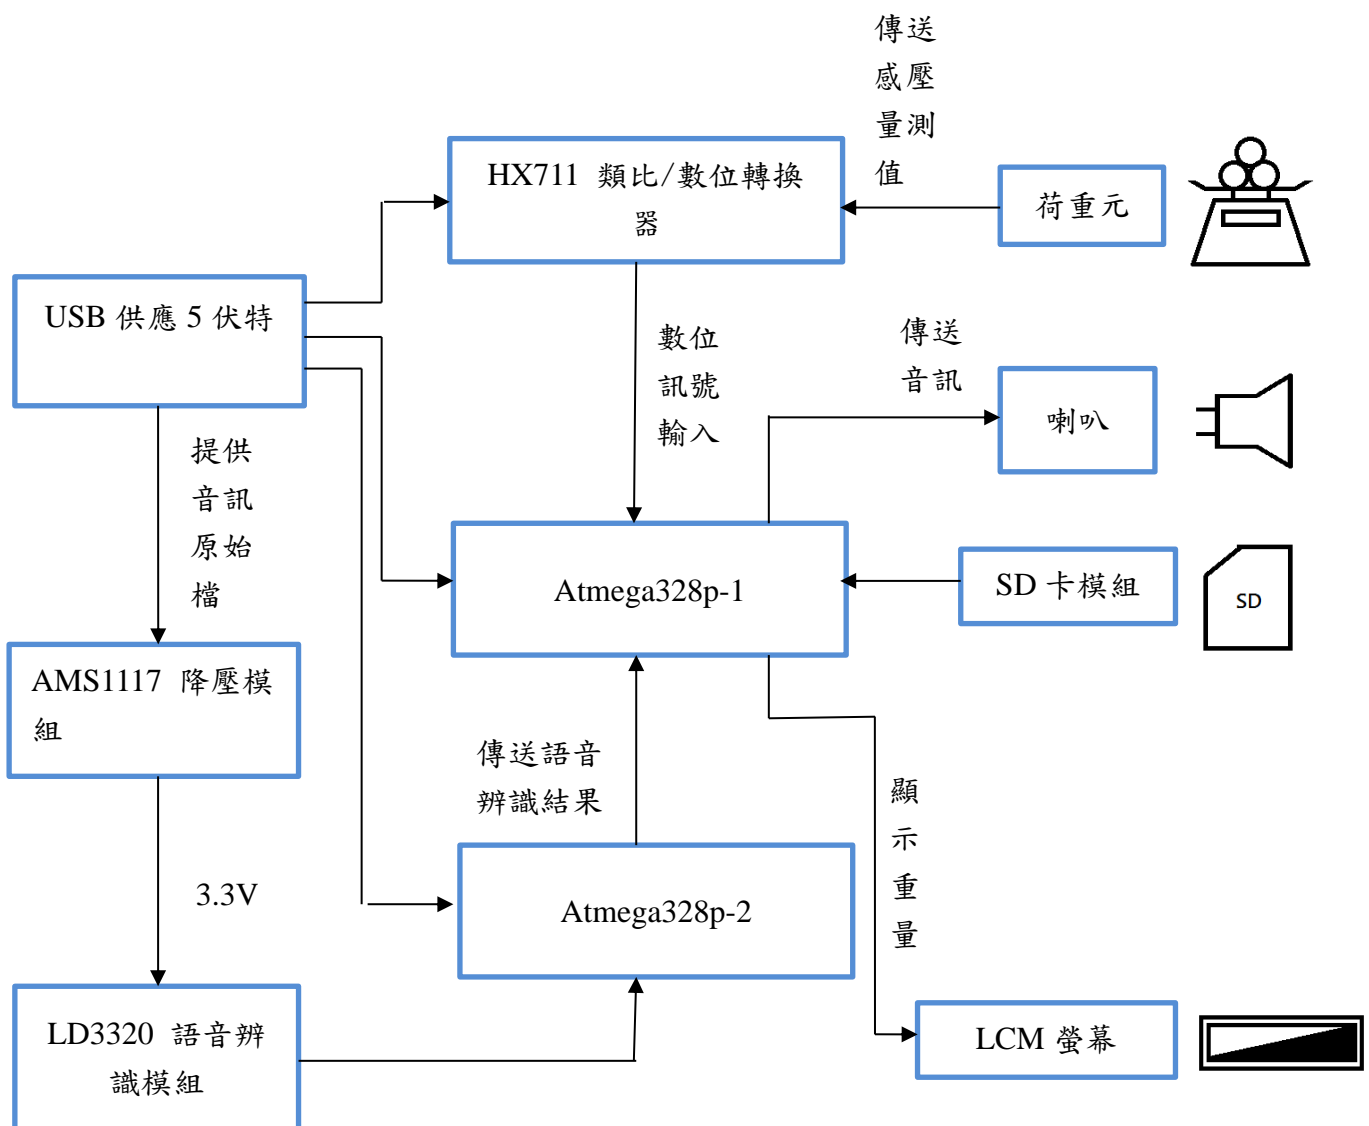 傳送
感壓
量測
值
HX711 類比/數位轉換
器
荷重元
USB 供應 5 伏特
數位
訊號
輸入
傳送
音訊
喇叭
提供
音訊
原始
檔
Atmega328p-1
SD 卡模組
SD
AMS1117 降壓模
組
傳送語音
辨識結果
顯
示
重
量
3.3V
Atmega328p-2
LD3320 語音辨
識模組
LCM 螢幕